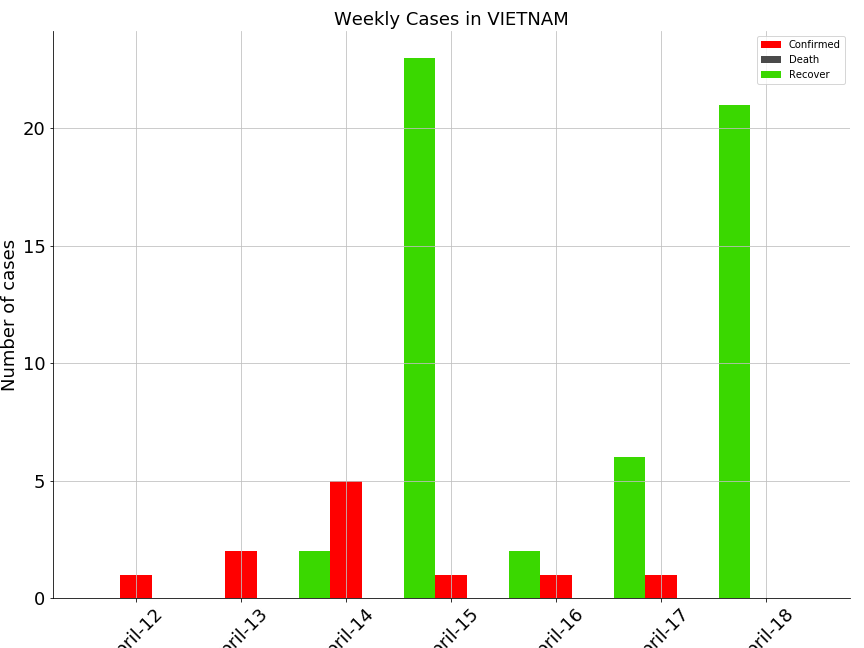 Weekly Cases in VIETNAM
Confirmed
Death
Recover
Number of cases
20
15
10
5
0
pril-12
pril-13
pril-14
pril-15
pril-16
pril-17
pril-18